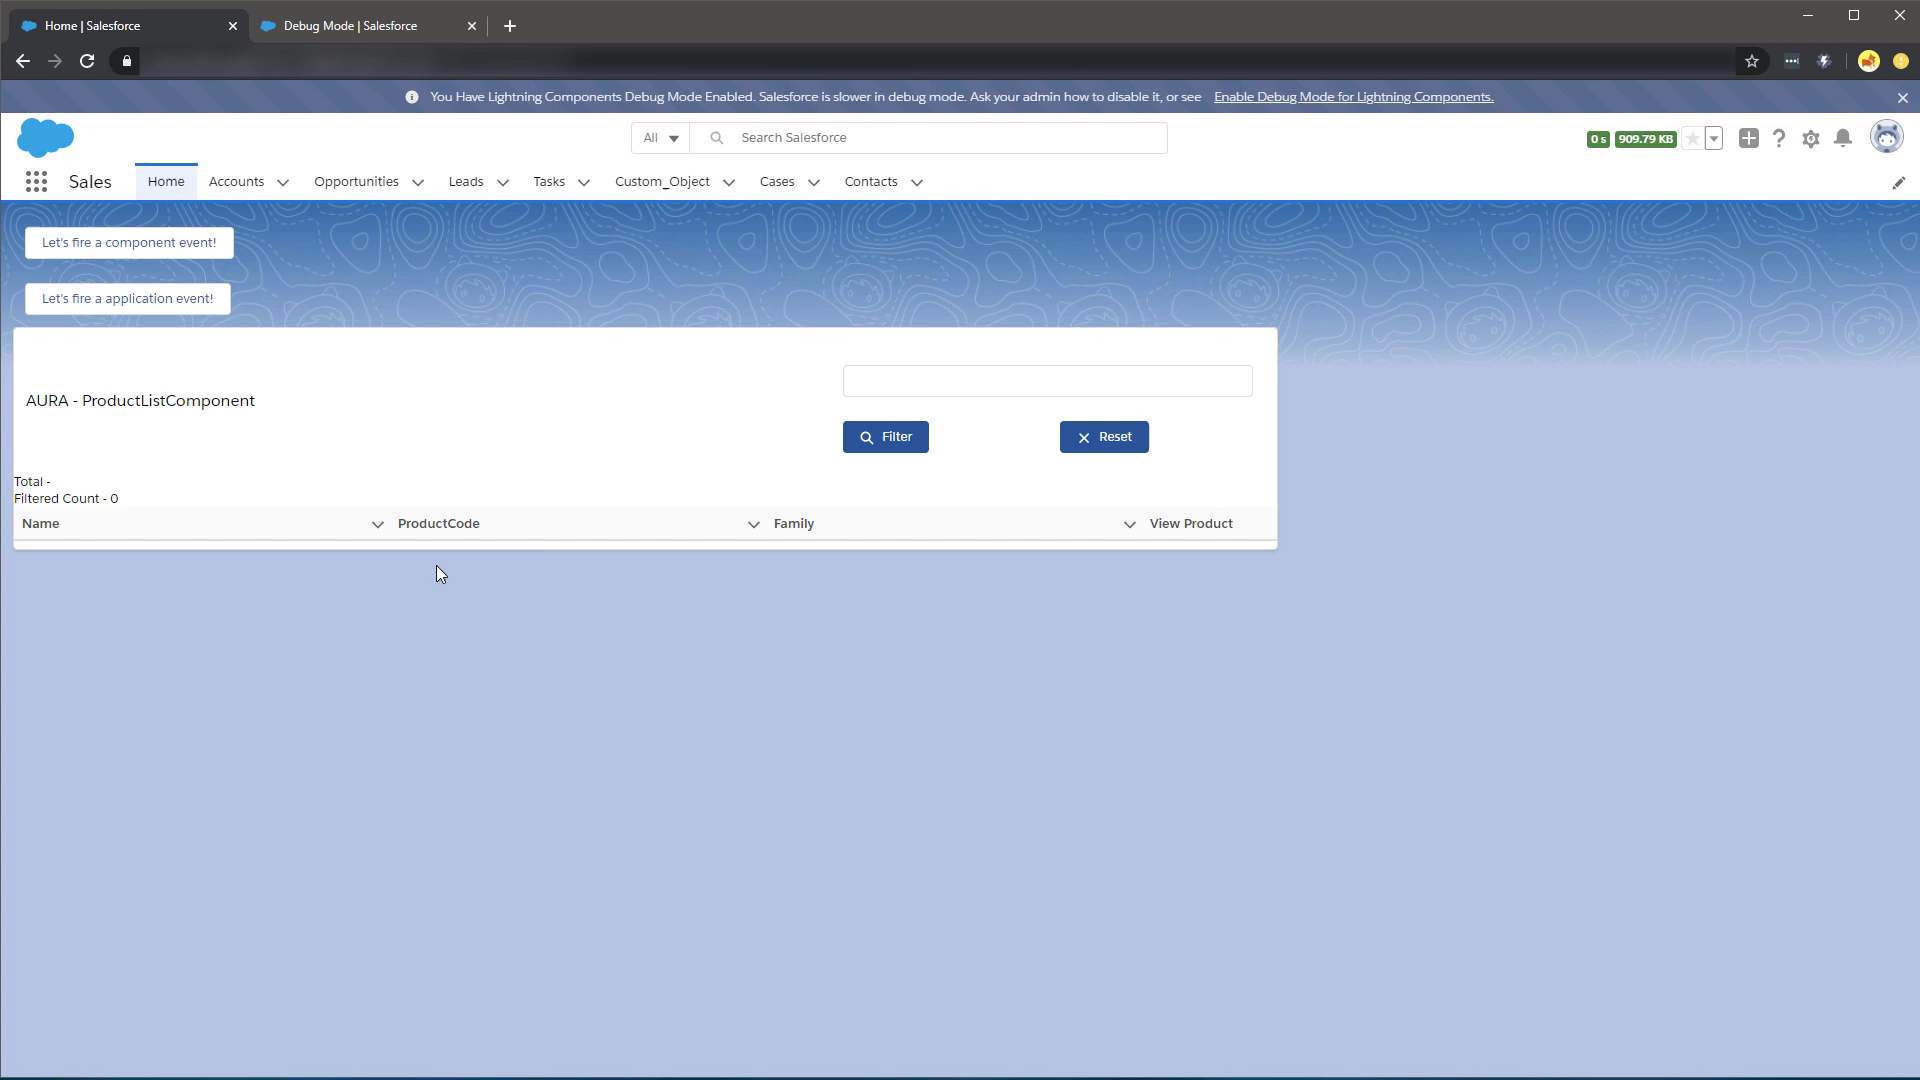 Home | Salesforce
Debug Mode | Salesforce
You Have Lightning Components Debug Mode Enabled. Salesforce is slower in debug mode. Ask your admin how to disable it, or see Enable Debug Mode for Lightning Components.
All
Search Salesforce
0 s 909.79 KB
Sales Home Accounts Opportunities Leads Tasks Custom_Object Cases Contacts
Let's fire a component event!
Let's fire a application event!
AURA - ProductListComponent
Filter Reset
Total -
Filtered Count - 0
Name ProductCode Family View Product